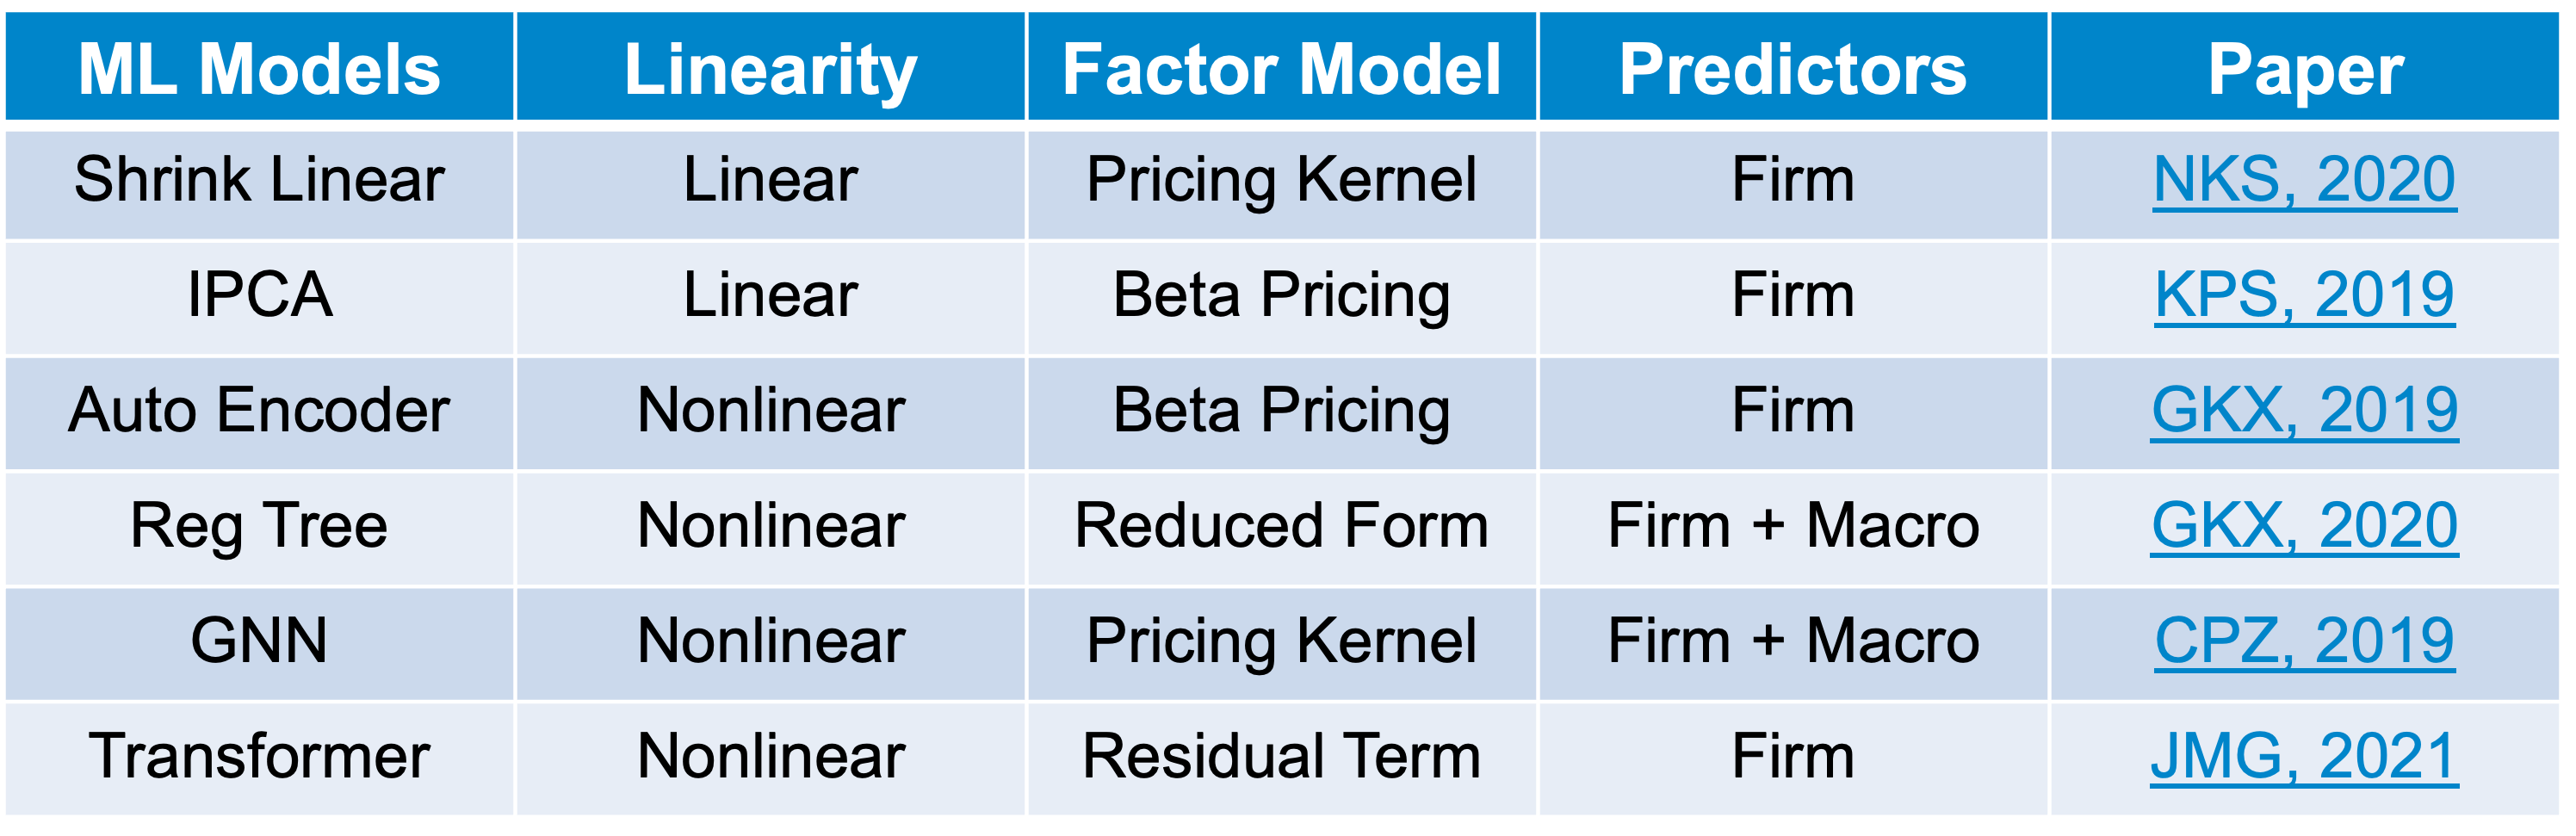 ML Models Linearity Factor Model Predictors Paper
Shrink Linear Linear Pricing Kernel Firm NKS, 2020
IPCA Linear Beta Pricing Firm KPS, 2019
Auto Encoder Nonlinear Beta Pricing Firm GKX, 2019
Reg Tree Nonlinear Reduced Form Firm + Macro GKX, 2020
GNN Nonlinear Pricing Kernel Firm + Macro CPZ, 2019
Transformer Nonlinear Residual Term Firm JMG, 2021